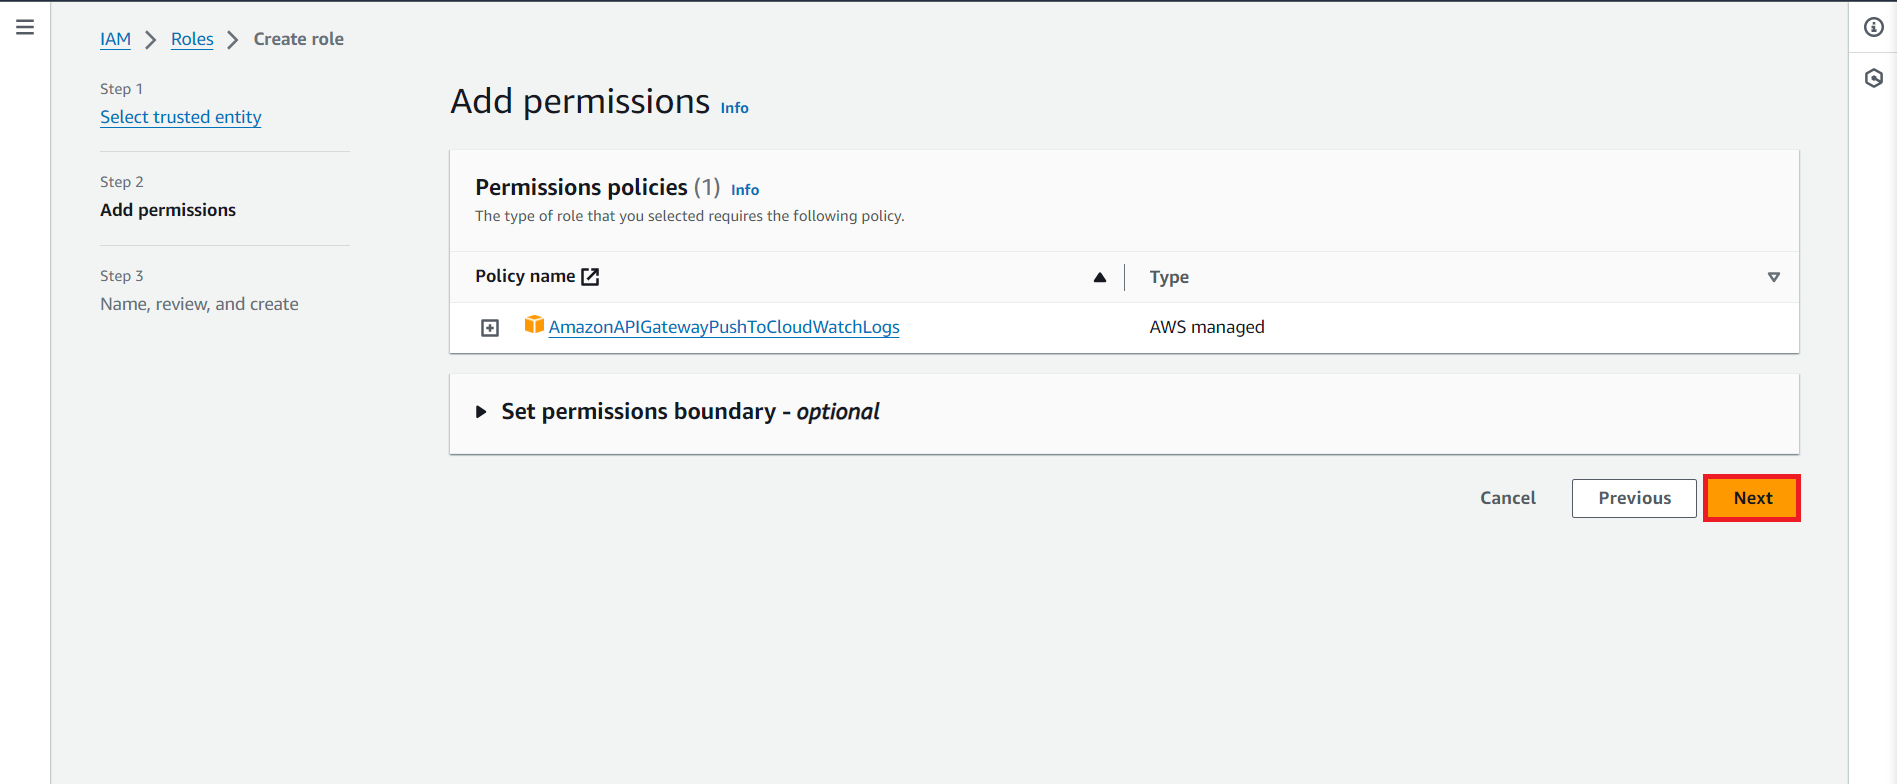 IAM Roles Create role
Step 1
Select trusted entity
Step 2
Add permissions
Step 3
Name, review, and create
Add permissions Info
Permissions policies (1) Info
The type of role that you selected requires the following policy.
Policy name Type
AmazonAPIGatewayPushToCloudWatchLogs AWS managed
Set permissions boundary - optional
Cancel Previous Next